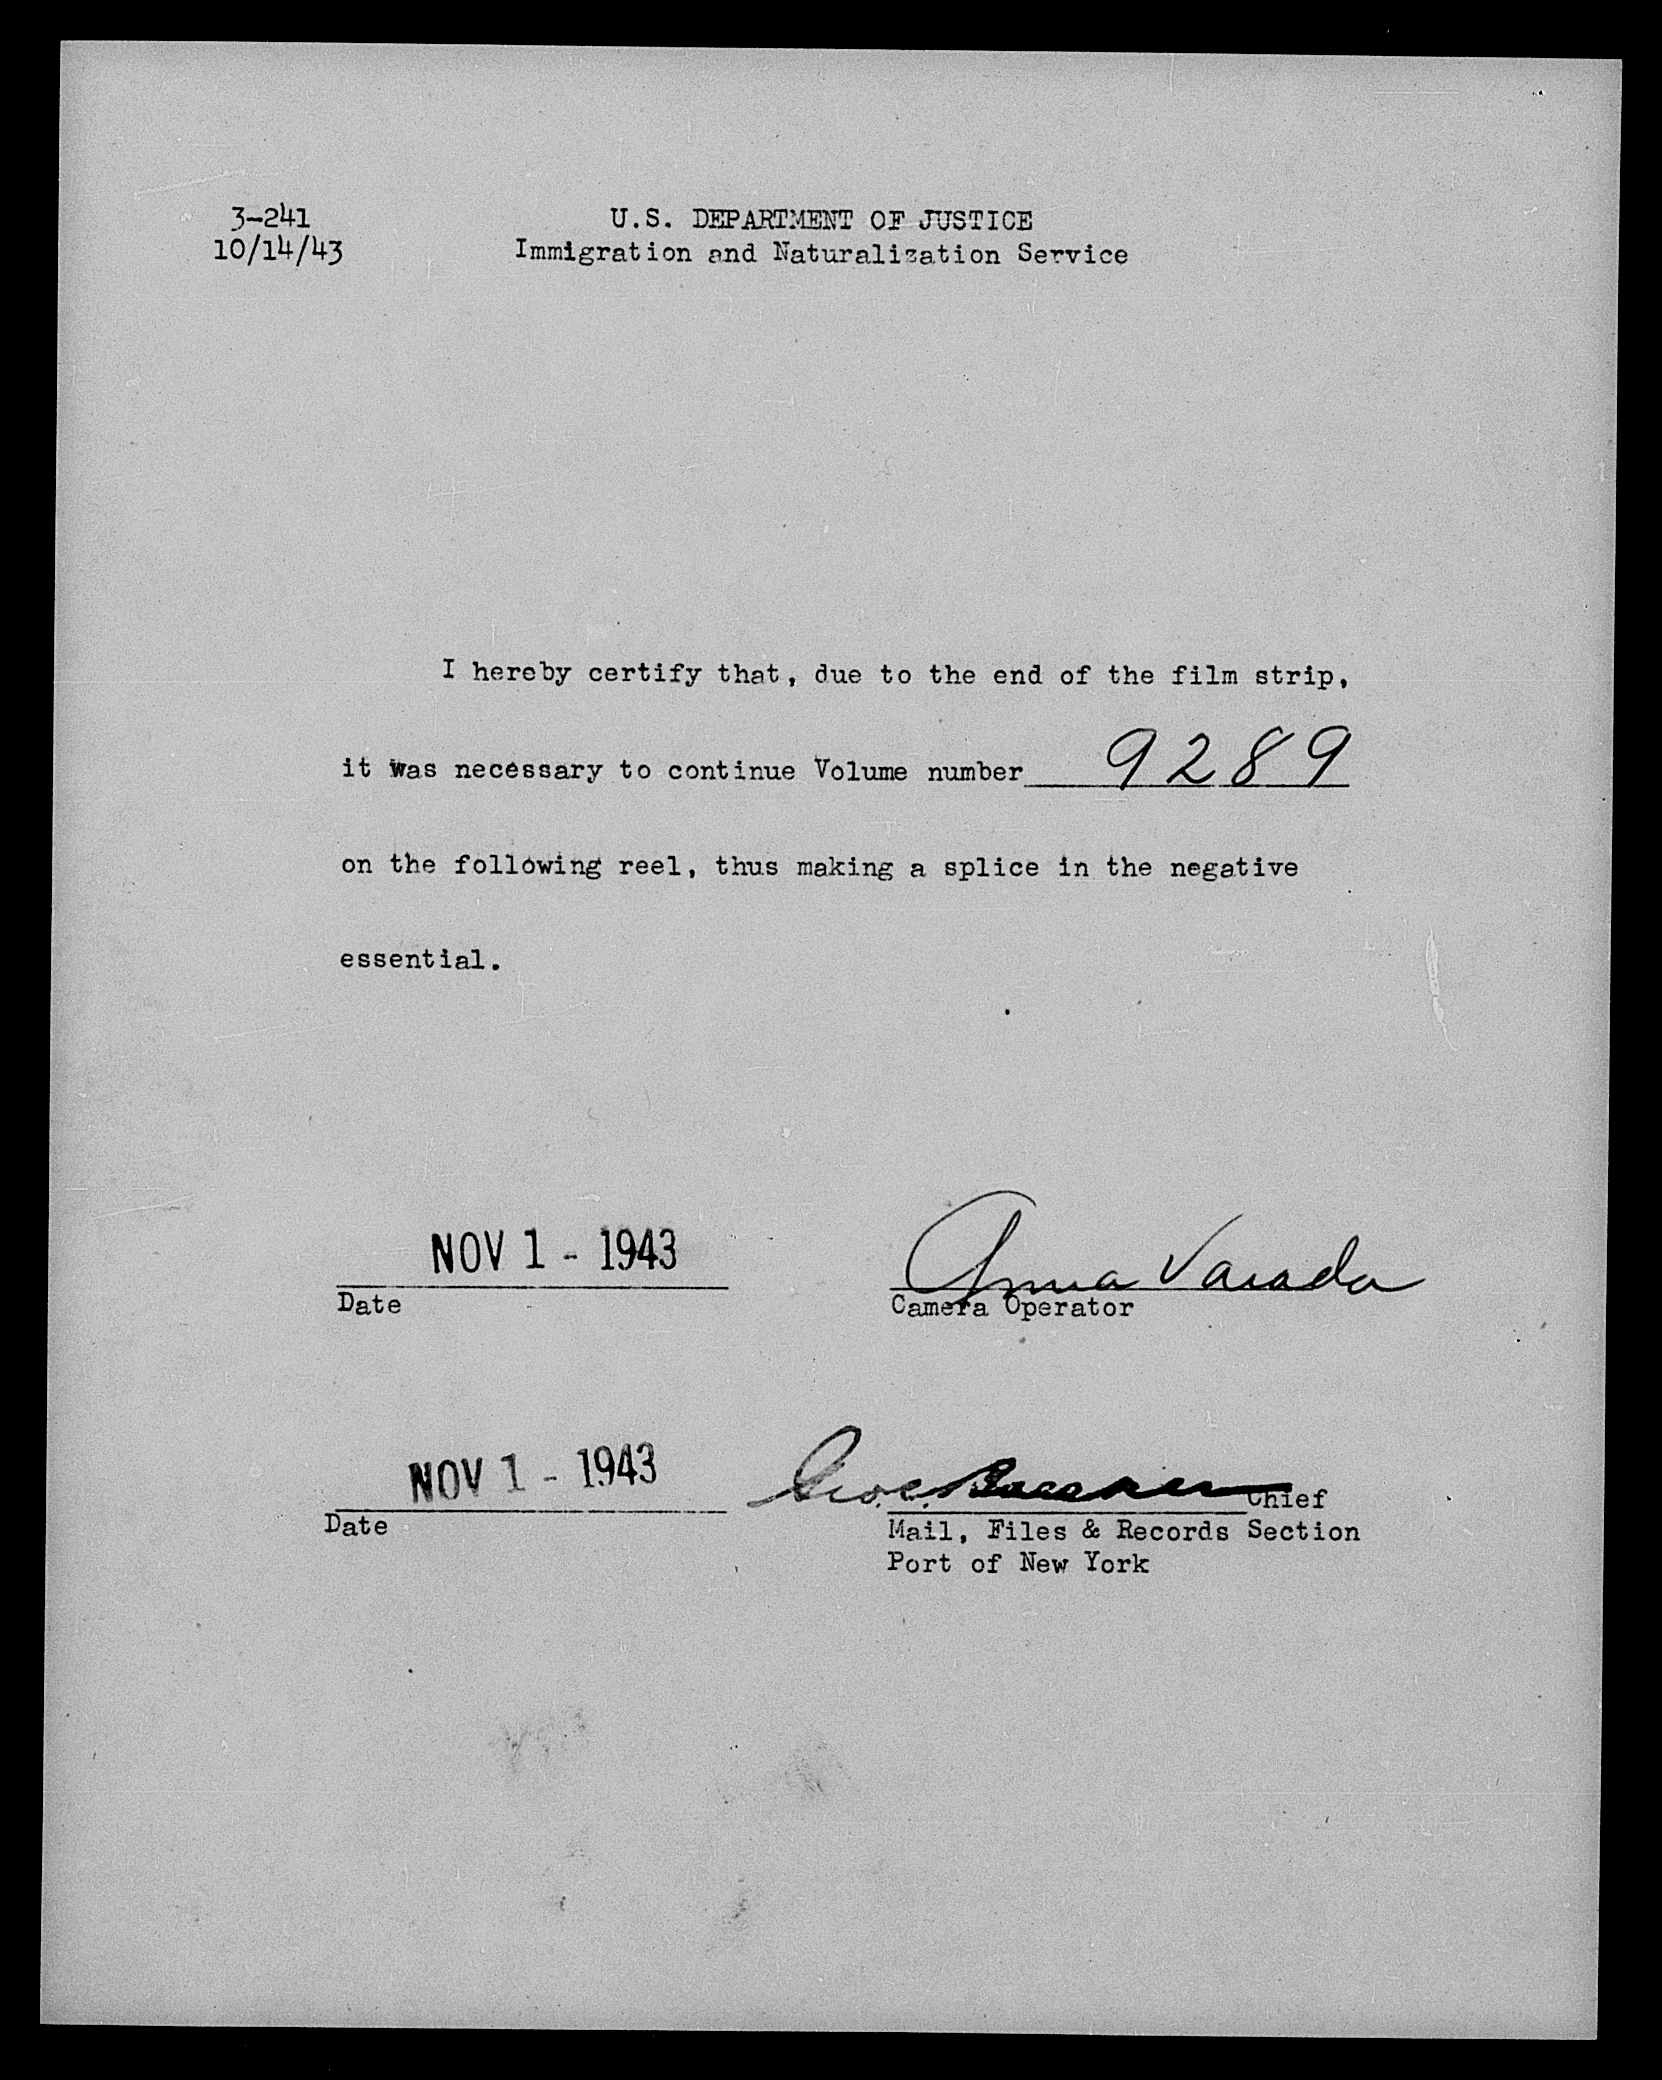 3-241
10/14/43
U.S. DEPARTMENT OF JUSTICE
Immigration and Naturalization Service
I hereby certify that, due to the end of the film strip,
it was necessary to continue Volume number 9289
on the following reel, thus making a splice in the negative
essential.
NOV 1 - 1943
Date
Anna Varada
Camera Operator
NOV 1 - 1943
Date
Chief
Mail, Files & Records Section
Port of New York